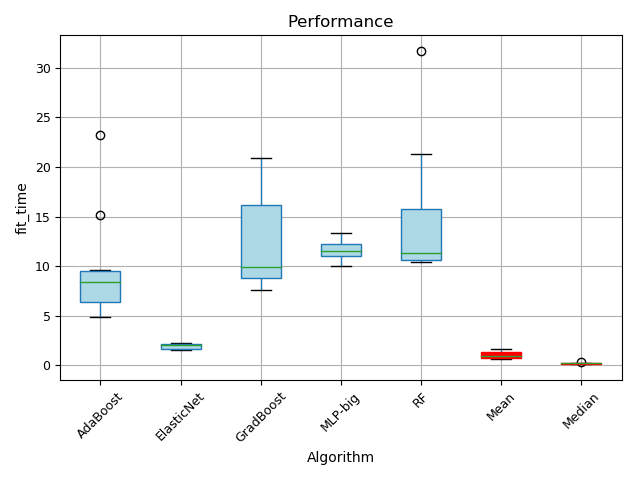 Performance
fit_time
30
25
20
15
10
5
0
AdaBoost
ElasticNet
GradBoost
MLP-big
RF
Mean
Median
Algorithm